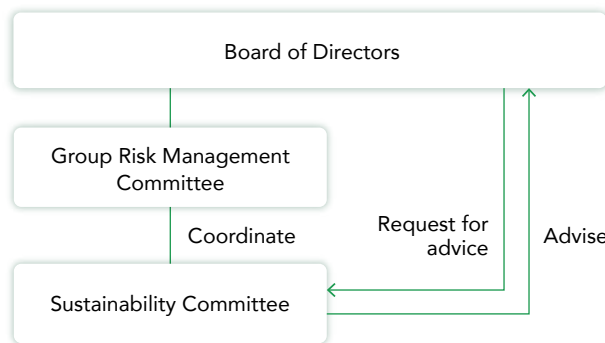 Board of Directors
Group Risk Management
Committee
Coordinate
Request for
advice
Advise
Sustainability Committee